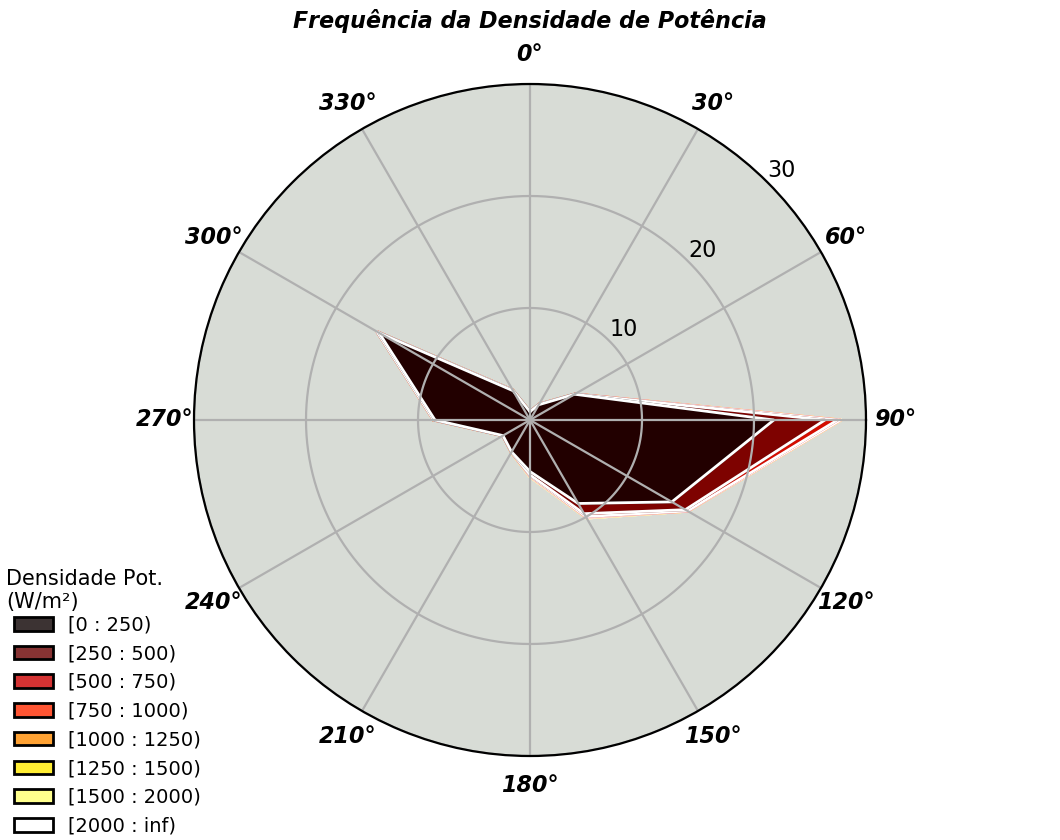 Frequência da Densidade de Potência
0°
330°
30°
30
300°
60°
20
10
270°
90°
240°
120°
210°
150°
180°
Densidade Pot.
(W/m²)
[0 : 250)
[250 : 500)
[500 : 750)
[750 : 1000)
[1000 : 1250)
[1250 : 1500)
[1500 : 2000)
[2000 : inf)